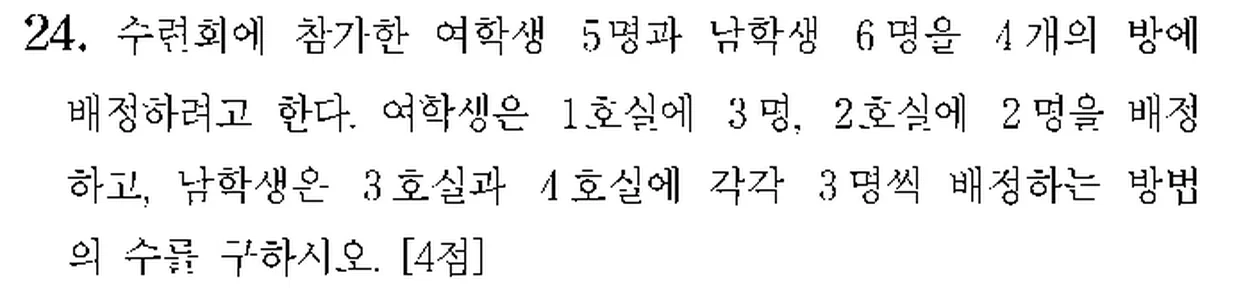 24. 수련회에 참가한 여학생 5명과 남학생 6명을 4개의 방에
배정하려고 한다. 여학생은 1호실에 3명, 2호실에 2명을 배정
하고, 남학생은 3호실과 4호실에 각각 3명씩 배정하는 방법
의 수를 구하시오. [4점]